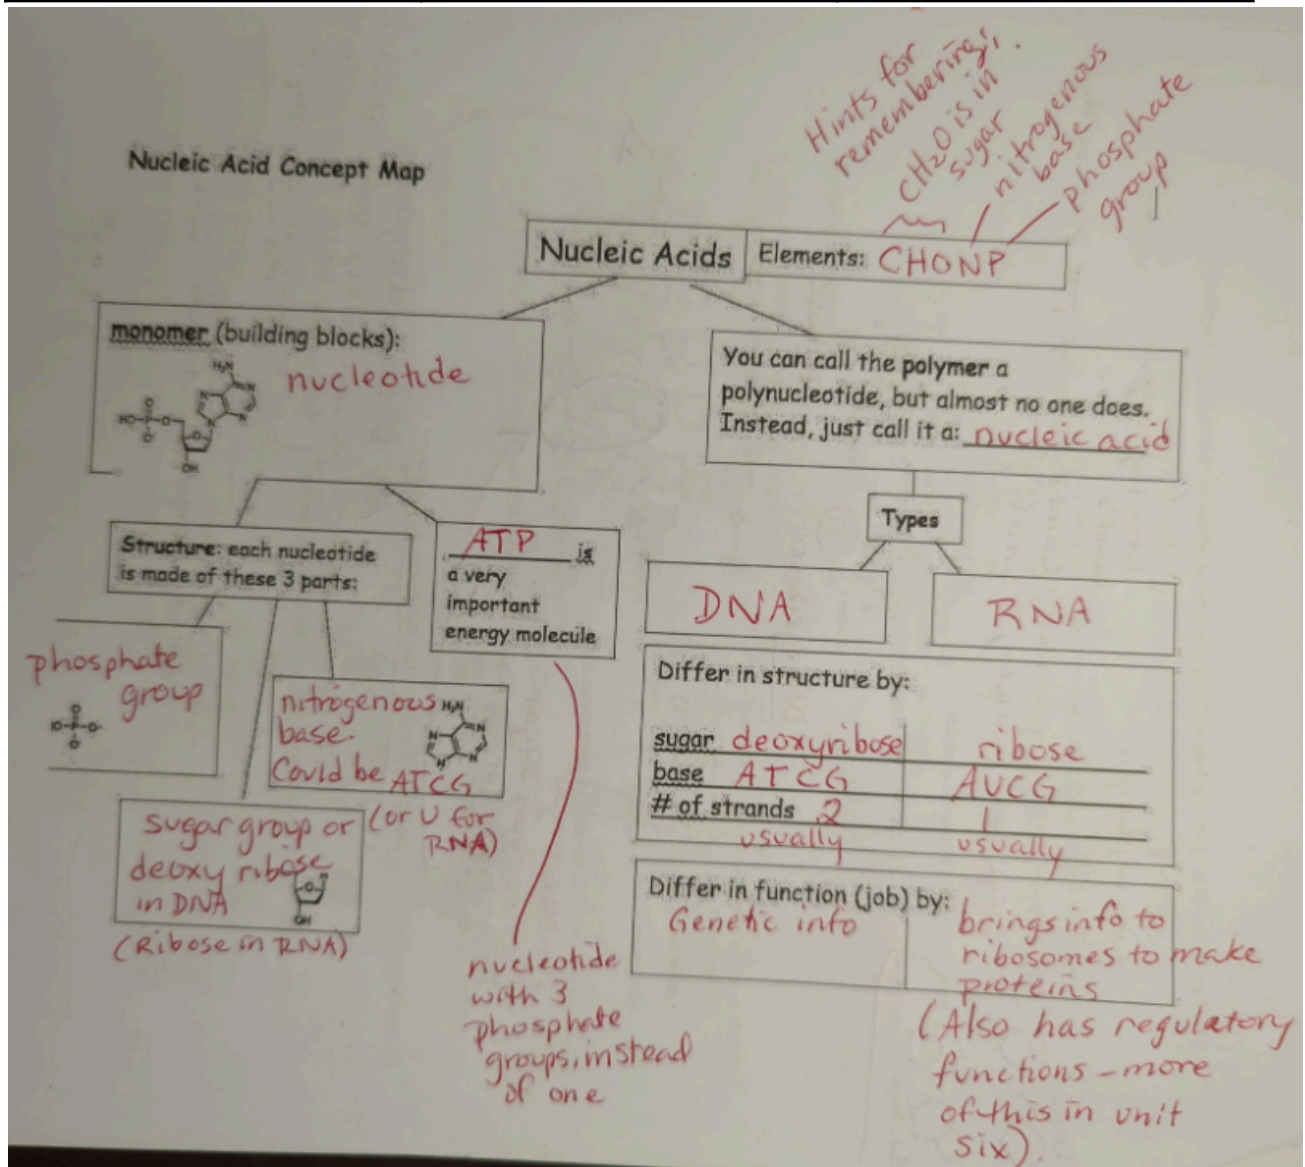 Hints for
remembering:
CH2O is in
sugar
nitrogenous
base
phosphate
group
Nucleic Acid Concept Map
Nucleic Acids
Elements: CHONP
monomer (building blocks):
nucleotide
H2N
N
N
N
N
O
HO-P-O
O-
O
OH
You can call the polymer a
polynucleotide, but almost no one does.
Instead, just call it a: nucleic acid
Types
DNA
RNA
Structure: each nucleotide
is made of these 3 parts:
ATP is
a very
important
energy molecule
phosphate
group
O
IO-P-O-
O-
nitrogenous
base.
Could be ATCG
(or U for
RNA)
H2N
N
N
N
N
H
sugar group or
deoxy ribose
in DNA
O
OH
(Ribose in RNA)
nucleotide
with 3
phosphate
groups, instead
of one
Differ in structure by:
sugar deoxyribose ribose
base ATCG AUCG
# of strands 2 1
usually usually
Differ in function (job) by:
Genetic info
brings info to
ribosomes to make
proteins
(Also has regulatory
functions - more
of this in unit
six).